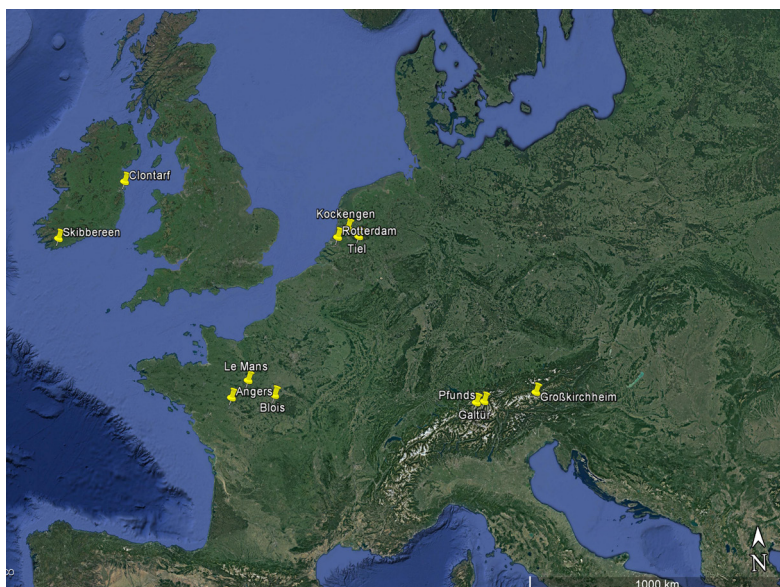 Clontarf
Skibbereen
Kockengen
Rotterdam
Tiel
Le Mans
Angers
Blois
Pfunds
Galtür
Großkirchheim
N
1000 km